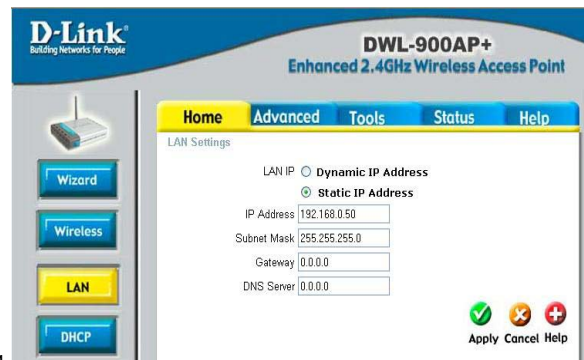 D-Link
Building Networks for People
DWL-900AP+
Enhanced 2.4GHz Wireless Access Point
Home Advanced Tools Status Help
LAN Settings
Wizard
Wireless
LAN
DHCP
LAN IP Dynamic IP Address
Static IP Address
IP Address 192.168.0.50
Subnet Mask 255.255.255.0
Gateway 0.0.0.0
DNS Server 0.0.0.0
Apply Cancel Help